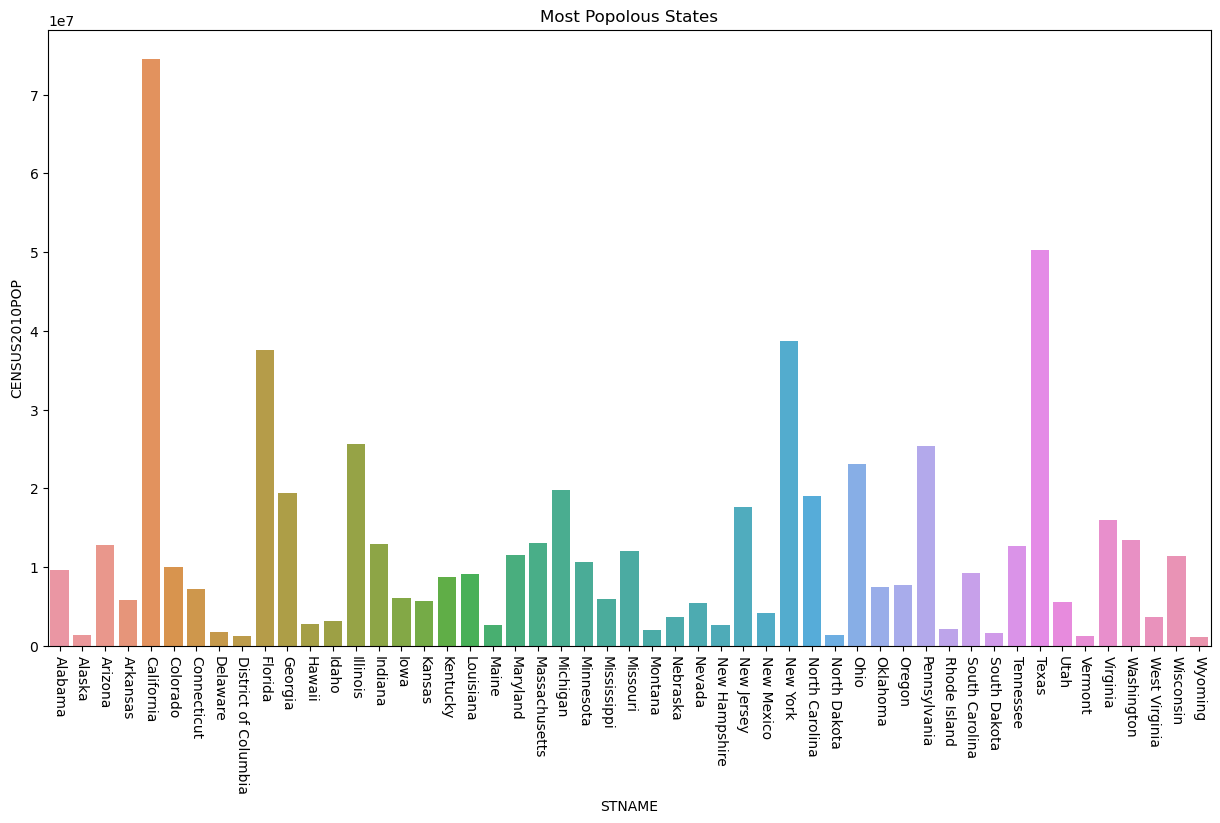 Most Popolous States
1e7
7
6
5
4
3
2
1
0
CENSUS2010POP
Alabama
Alaska
Arizona
Arkansas
California
Colorado
Connecticut
Delaware
District of Columbia
Florida
Georgia
Hawaii
Idaho
Illinois
Indiana
Iowa
Kansas
Kentucky
Louisiana
Maine
Maryland
Massachusetts
Michigan
Minnesota
Mississippi
Missouri
Montana
Nebraska
Nevada
New Hampshire
New Jersey
New Mexico
New York
North Carolina
North Dakota
Ohio
Oklahoma
Oregon
Pennsylvania
Rhode Island
South Carolina
South Dakota
Tennessee
Texas
Utah
Vermont
Virginia
Washington
West Virginia
Wisconsin
Wyoming
STNAME